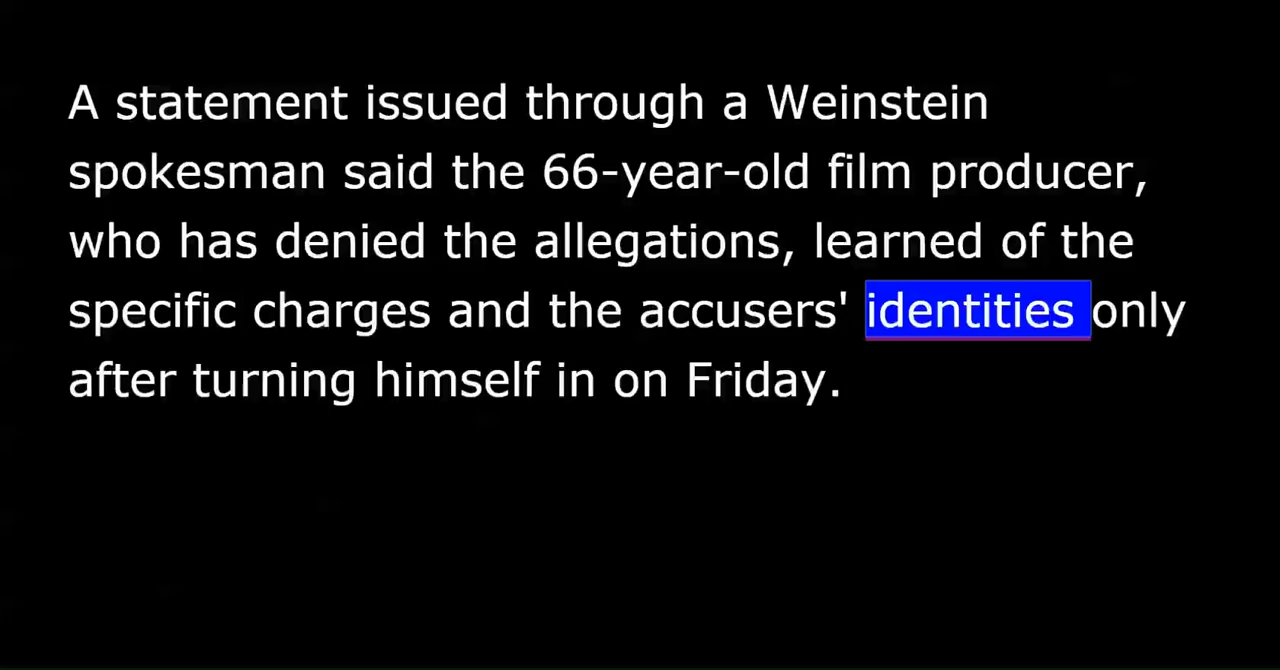 A statement issued through a Weinstein
spokesman said the 66-year-old film producer,
who has denied the allegations, learned of the
specific charges and the accusers' identities only
after turning himself in on Friday.